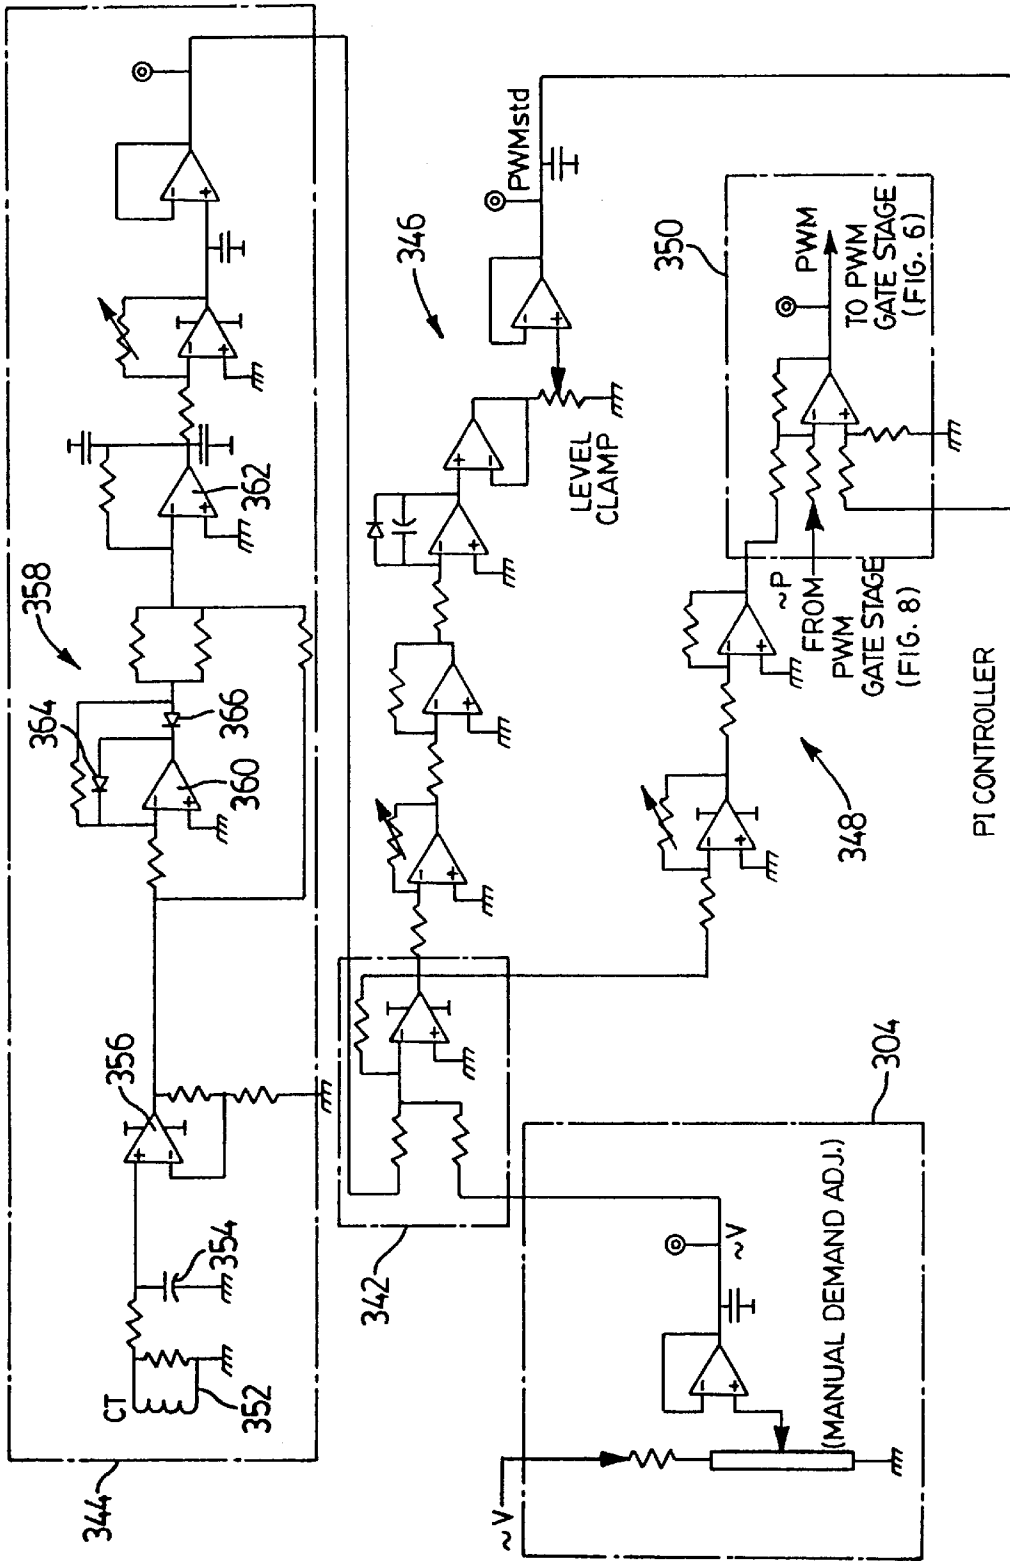 344
CT
352
354
356
358
364
360
366
362
342
346
PWMstd
LEVEL
CLAMP
304
~V
~V
(MANUAL DEMAND ADJ.)
348
350
~P
FROM
PWM
GATE STAGE
(FIG. 8)
PWM
TO PWM
GATE STAGE
(FIG. 6)
PI CONTROLLER